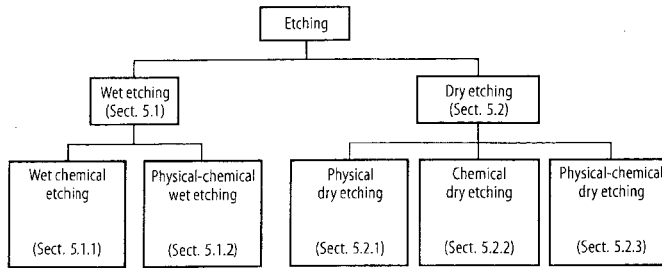 Etching
Wet etching
(Sect. 5.1)
Dry etching
(Sect. 5.2)
Wet chemical
etching
(Sect. 5.1.1)
Physical-chemical
wet etching
(Sect. 5.1.2)
Physical
dry etching
(Sect. 5.2.1)
Chemical
dry etching
(Sect. 5.2.2)
Physical-chemical
dry etching
(Sect. 5.2.3)